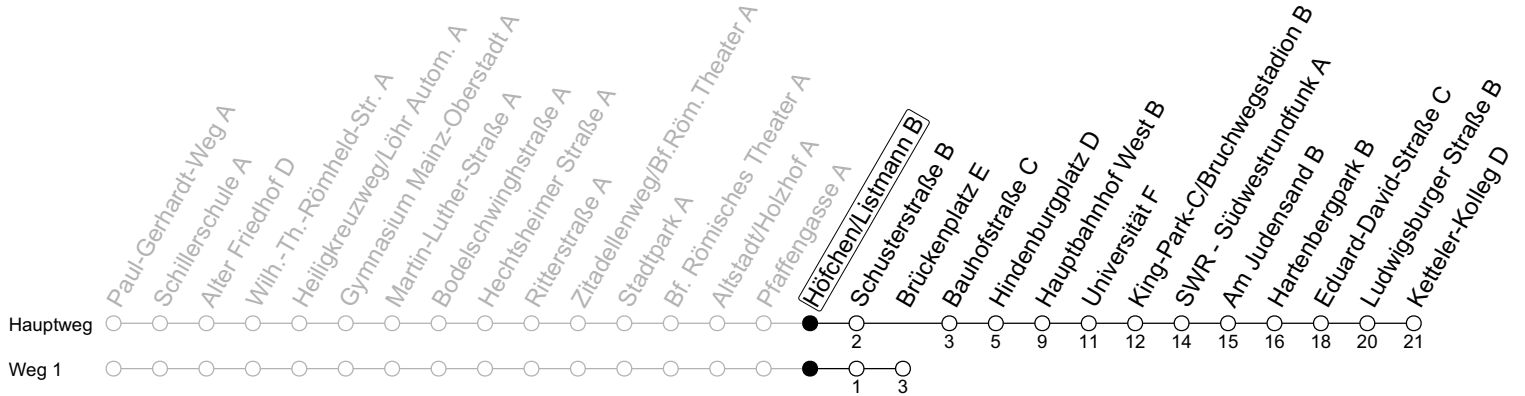 Paul-Gerhardt-Weg A
Schillerschule A
Alter Friedhof D
Wilh.-Th.-Römheld-Str. A
Heiligkreuzweg/Löhr Autom. A
Gymnasium Mainz-Oberstadt A
Martin-Luther-Straße A
Bodelschwinghstraße A
Hechtsheimer Straße A
Ritterstraße A
Zitadellenweg/Bf.Röm.Theater A
Stadtpark A
Bf. Römisches Theater A
Altstadt/Holzhof A
Pfaffengasse A
Höfchen/Listmann B
Schusterstraße B
Brückenplatz E
Bauhofstraße C
Hindenburgplatz D
Hauptbahnhof West B
Universität F
King-Park-C/Bruchwegstadion B
SWR - Südwestrundfunk A
Am Judensand B
Hartenbergpark B
Eduard-David-Straße C
Ludwigsburger Straße B
Ketteler-Kolleg D
Hauptweg
2 3 5 9 11 12 14 15 16 18 20 21
Weg 1
1 3